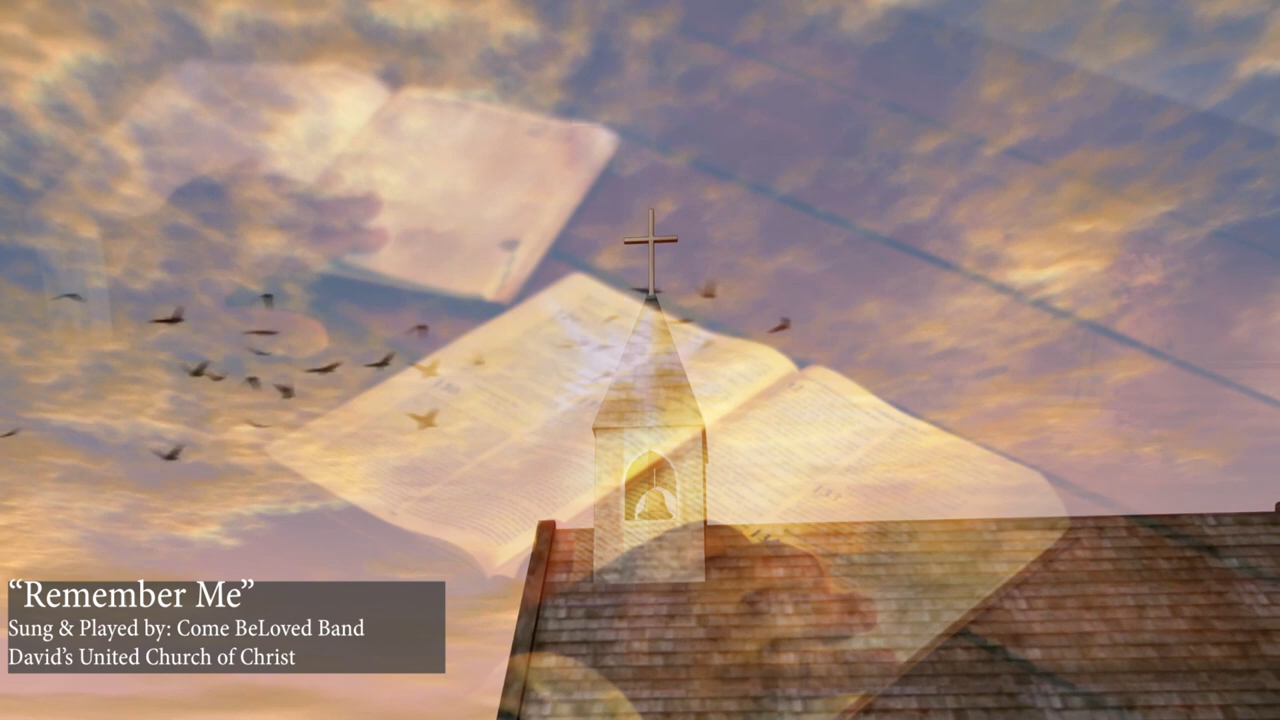 “Remember Me”
Sung & Played by: Come BeLoved Band
David’s United Church of Christ